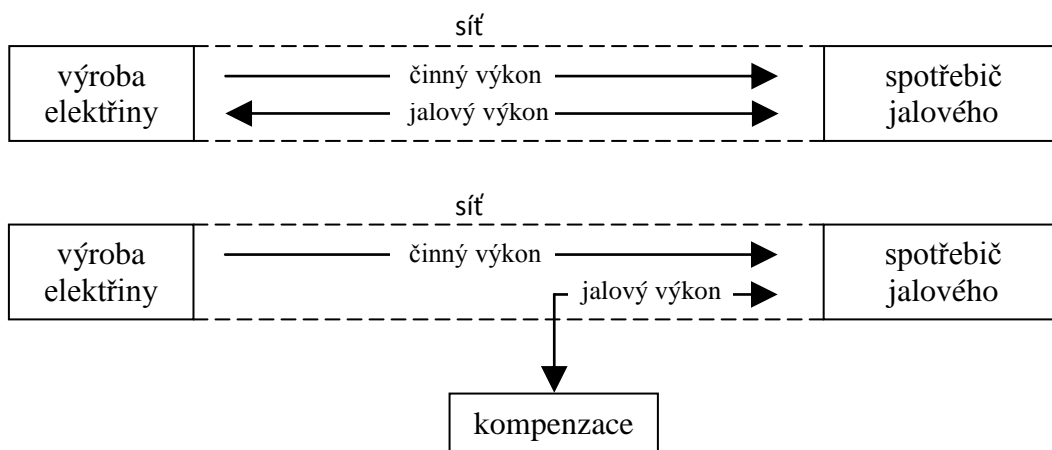 síť
výroba
elektřiny
činný výkon
jalový výkon
spotřebič
jalového
síť
výroba
elektřiny
činný výkon
jalový výkon
spotřebič
jalového
kompenzace